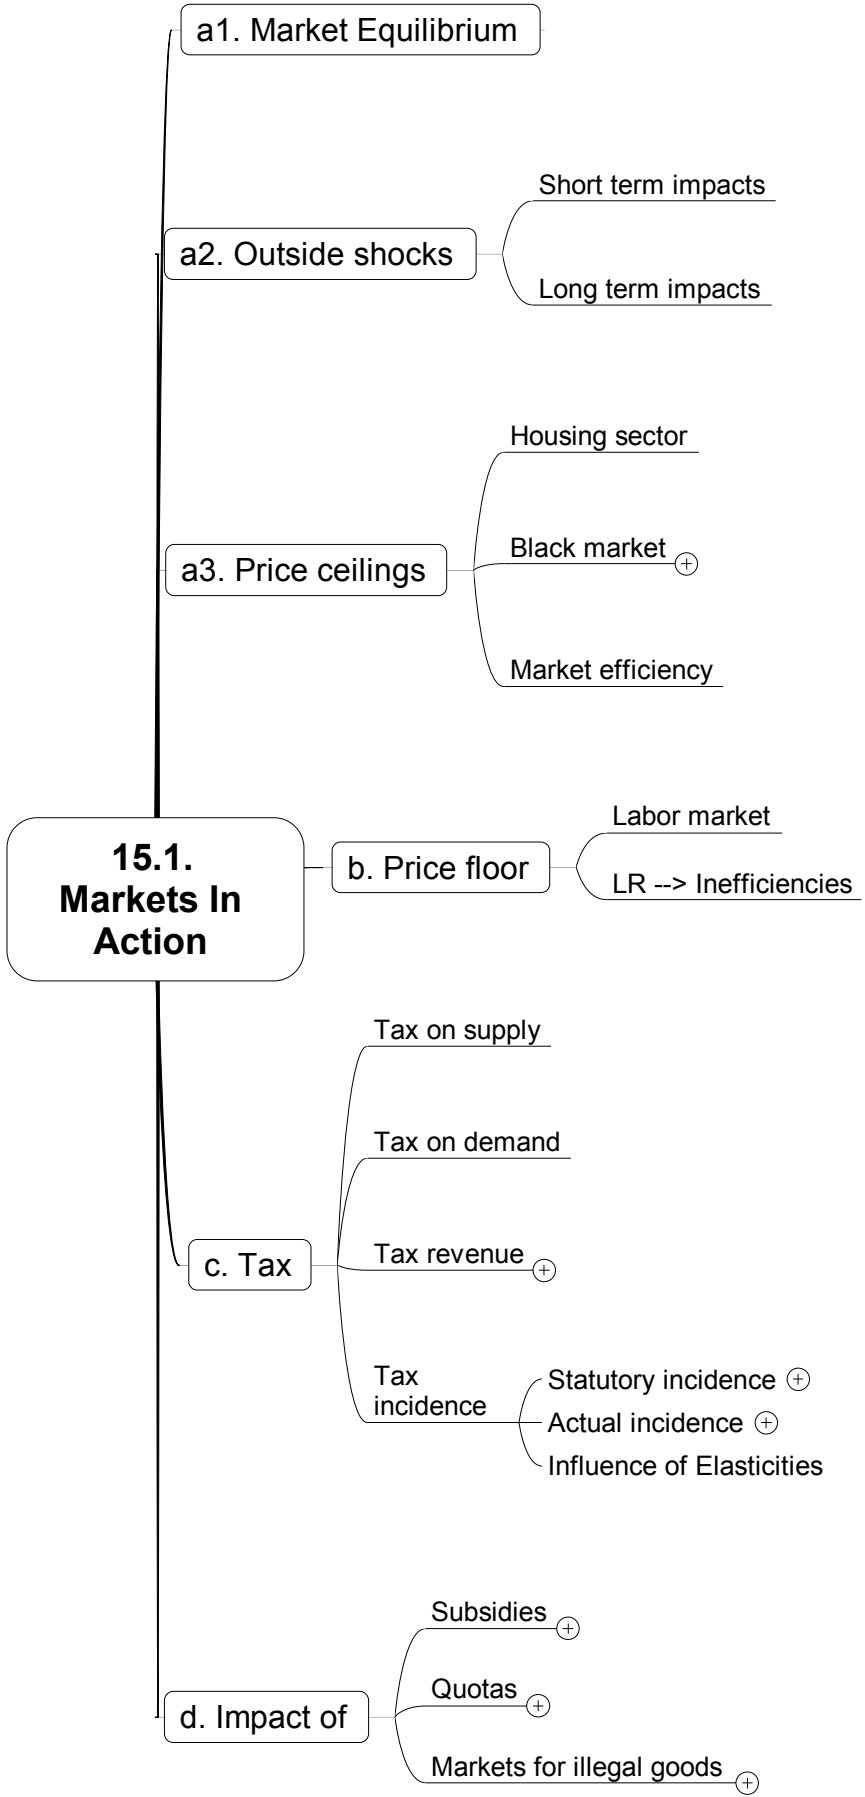 a1. Market Equilibrium
Short term impacts
a2. Outside shocks
Long term impacts
Housing sector
Black market
a3. Price ceilings
Market efficiency
15.1.
Markets In
Action
b. Price floor
Labor market
LR --> Inefficiencies
Tax on supply
Tax on demand
Tax revenue
c. Tax
Tax
incidence
Statutory incidence
Actual incidence
Influence of Elasticities
Subsidies
Quotas
d. Impact of
Markets for illegal goods